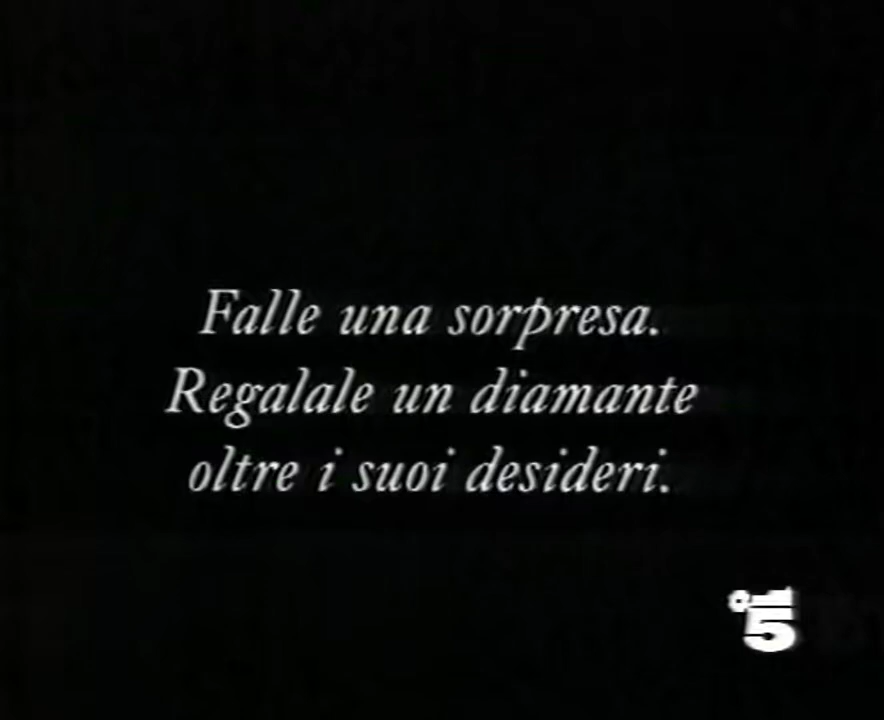 Falle una sorpresa.
Regalale un diamante
oltre i suoi desideri.
5